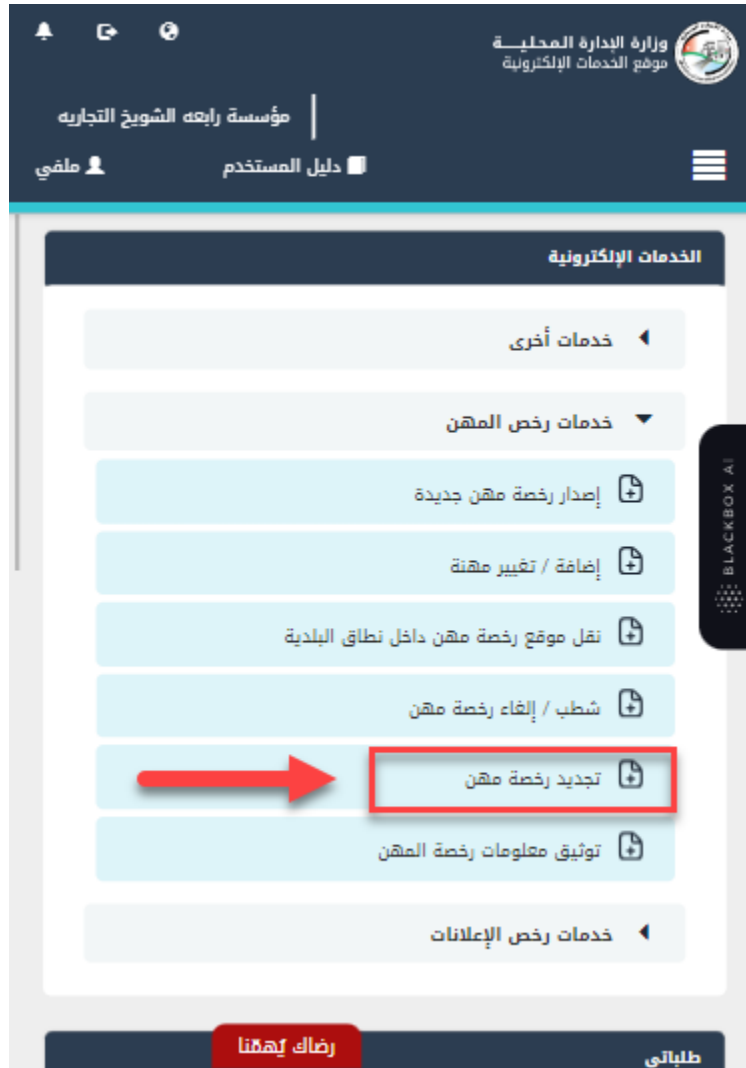 وزارة الإدارة المحليـــة
موقع الخدمات الإلكترونية
مؤسسة رابعه الشويخ التجاريه
دليل المستخدم
ملفي
الخدمات الإلكترونية
خدمات أخرى
خدمات رخص المهن
إصدار رخصة مهن جديدة
إضافة / تغيير مهنة
نقل موقع رخصة مهن داخل نطاق البلدية
شطب / إلغاء رخصة مهن
تجديد رخصة مهن
توثيق معلومات رخصة المهن
خدمات رخص الإعلانات
BLACKBOX AI
رضاك يُهمّنا
طلباتي